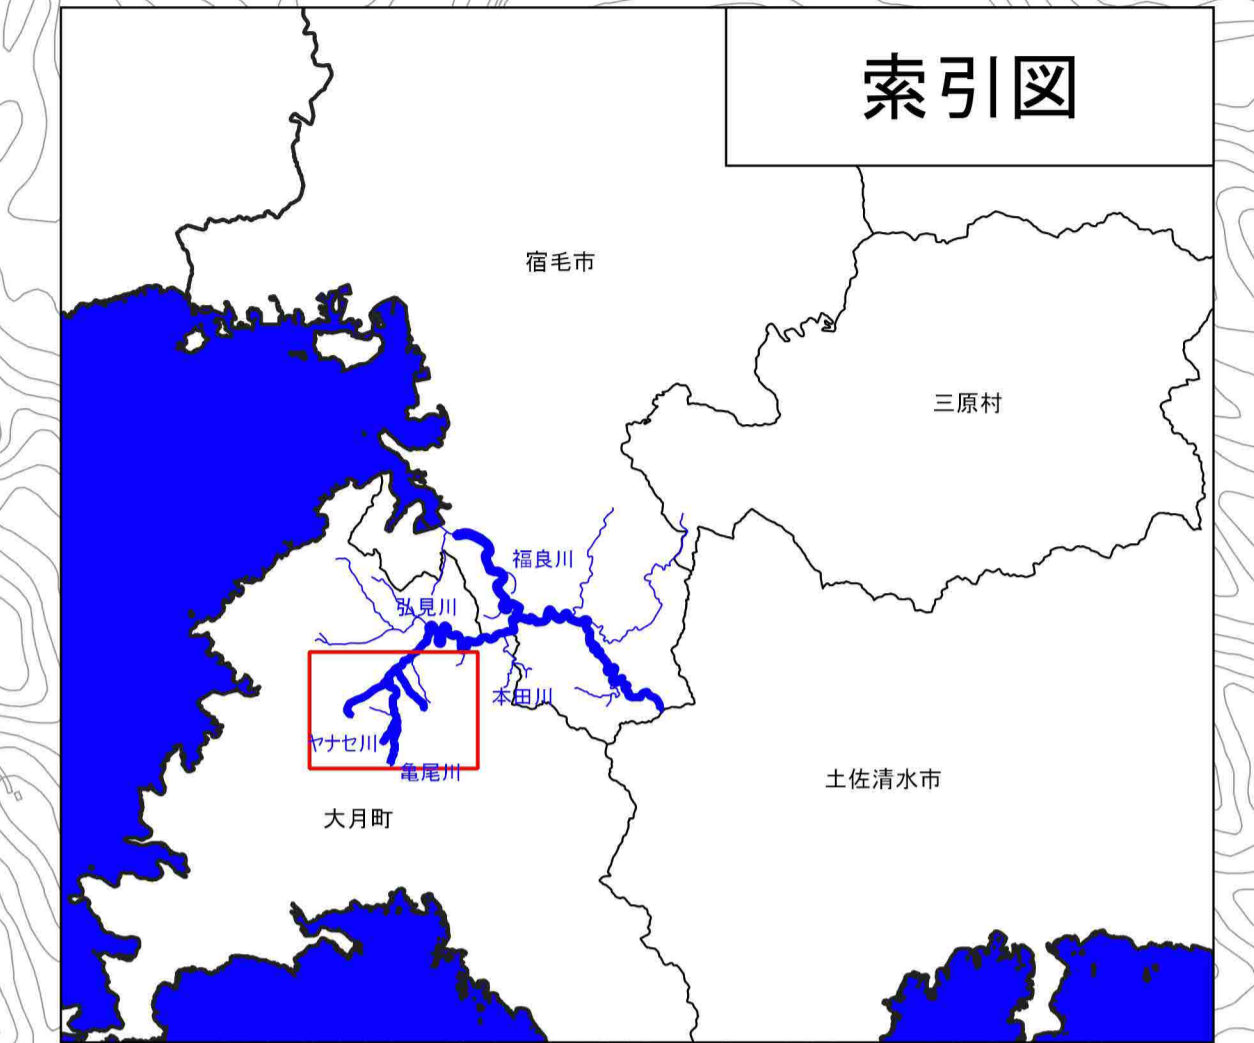 索引図
宿毛市
三原村
福良川
弘見川
本田川
ヤナセ川
亀尾川
土佐清水市
大月町